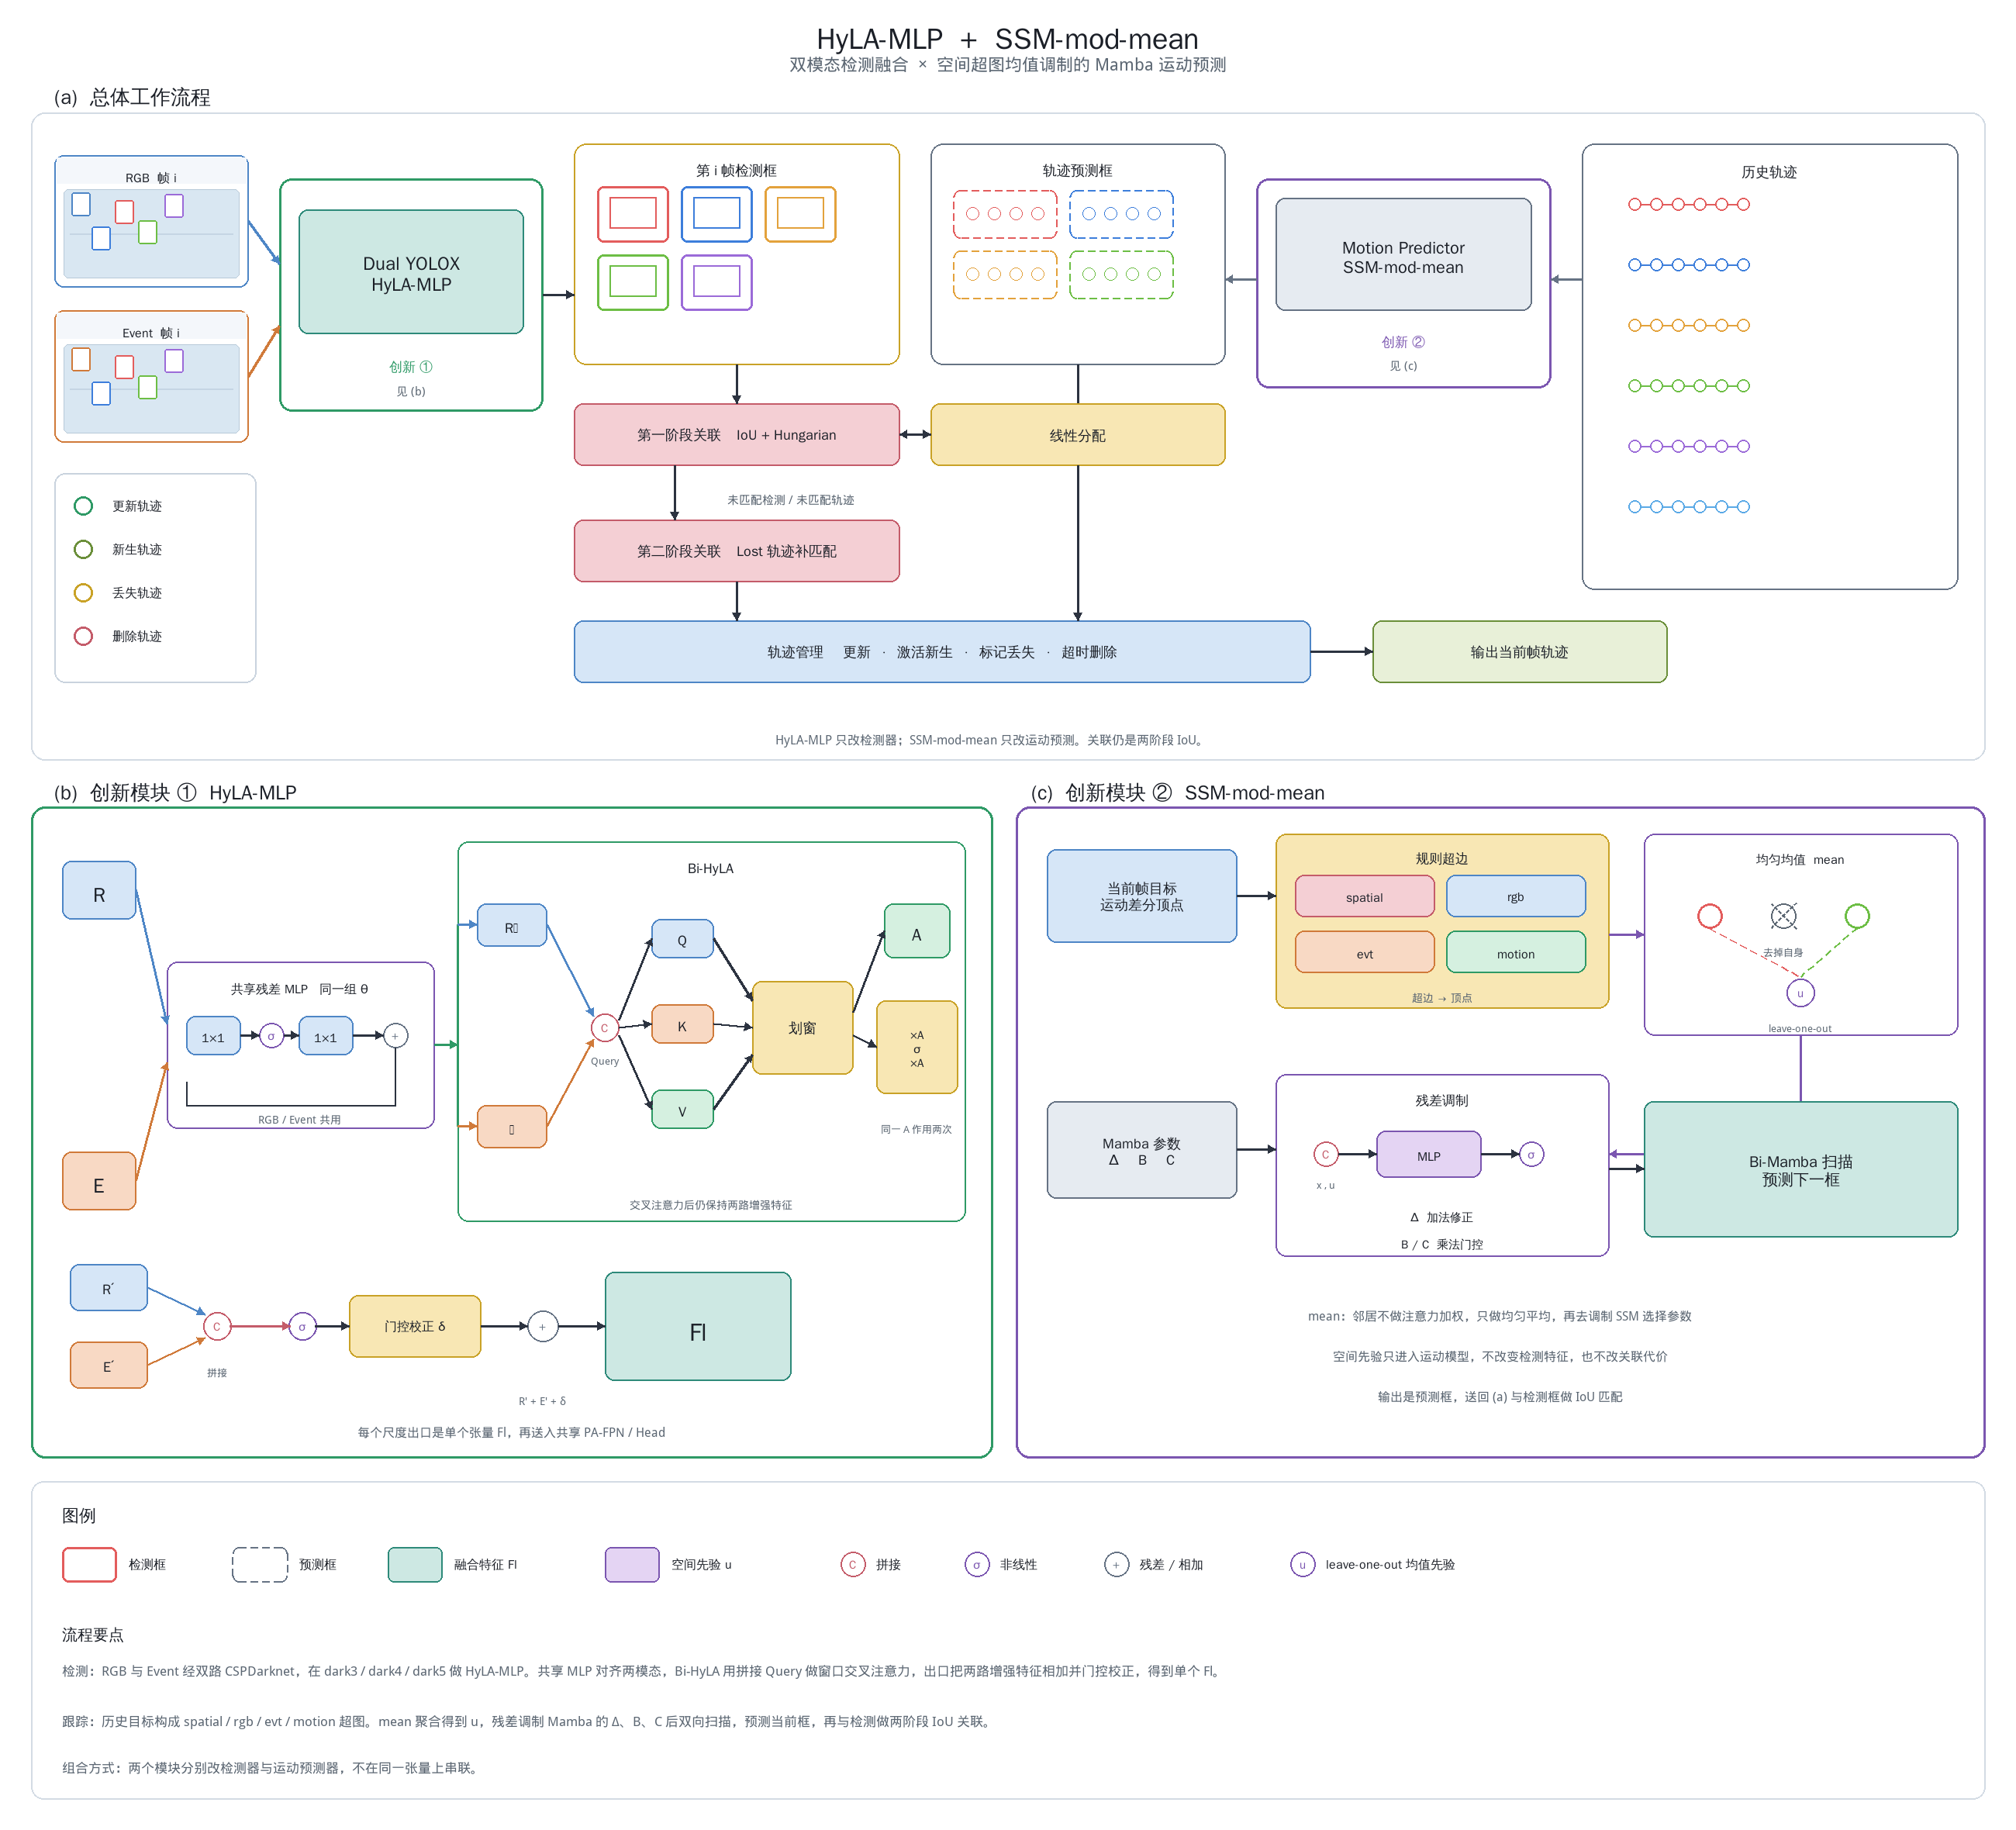 HyLA-MLP + SSM-mod-mean
双模态检测融合 × 空间超图均值调制的 Mamba 运动预测
(a) 总体工作流程
RGB 帧 i
Event 帧 i
Dual YOLOX
HyLA-MLP
创新 ①
见 (b)
第 i 帧检测框
轨迹预测框
Motion Predictor
SSM-mod-mean
创新 ②
见 (c)
历史轨迹
第一阶段关联 IoU + Hungarian
线性分配
未匹配检测 / 未匹配轨迹
第二阶段关联 Lost 轨迹补匹配
更新轨迹
新生轨迹
丢失轨迹
删除轨迹
轨迹管理 更新 · 激活新生 · 标记丢失 · 超时删除
输出当前帧轨迹
HyLA-MLP 只改检测器；SSM-mod-mean 只改运动预测。关联仍是两阶段 IoU。
(b) 创新模块 ① HyLA-MLP
R
E
共享残差 MLP 同一组 θ
1×1
σ
1×1
+
RGB / Event 共用
Bi-HyLA
R
C
Query
Q
K
V
划窗
A
×A
σ
×A
同一 A 作用两次
交叉注意力后仍保持两路增强特征
R´
E´
C
拼接
σ
门控校正 δ
+
R' + E' + δ
Fl
每个尺度出口是单个张量 Fl，再送入共享 PA-FPN / Head
(c) 创新模块 ② SSM-mod-mean
当前帧目标
运动差分顶点
规则超边
spatial
rgb
evt
motion
超边 → 顶点
均匀均值 mean
去掉自身
u
leave-one-out
Mamba 参数
Δ B C
残差调制
C
MLP
σ
x , u
Δ 加法修正
B / C 乘法门控
Bi-Mamba 扫描
预测下一框
mean：邻居不做注意力加权，只做均匀平均，再去调制 SSM 选择参数
空间先验只进入运动模型，不改变检测特征，也不改关联代价
输出是预测框，送回 (a) 与检测框做 IoU 匹配
图例
检测框
预测框
融合特征 Fl
空间先验 u
C 拼接
σ 非线性
+ 残差 / 相加
u leave-one-out 均值先验
流程要点
检测：RGB 与 Event 经双路 CSPDarknet，在 dark3 / dark4 / dark5 做 HyLA-MLP。共享 MLP 对齐两模态，Bi-HyLA 用拼接 Query 做窗口交叉注意力，出口把两路增强特征相加并门控校正，得到单个 Fl。
跟踪：历史目标构成 spatial / rgb / evt / motion 超图。mean 聚合得到 u，残差调制 Mamba 的 Δ、B、C 后双向扫描，预测当前框，再与检测做两阶段 IoU 关联。
组合方式：两个模块分别改检测器与运动预测器，不在同一张量上串联。